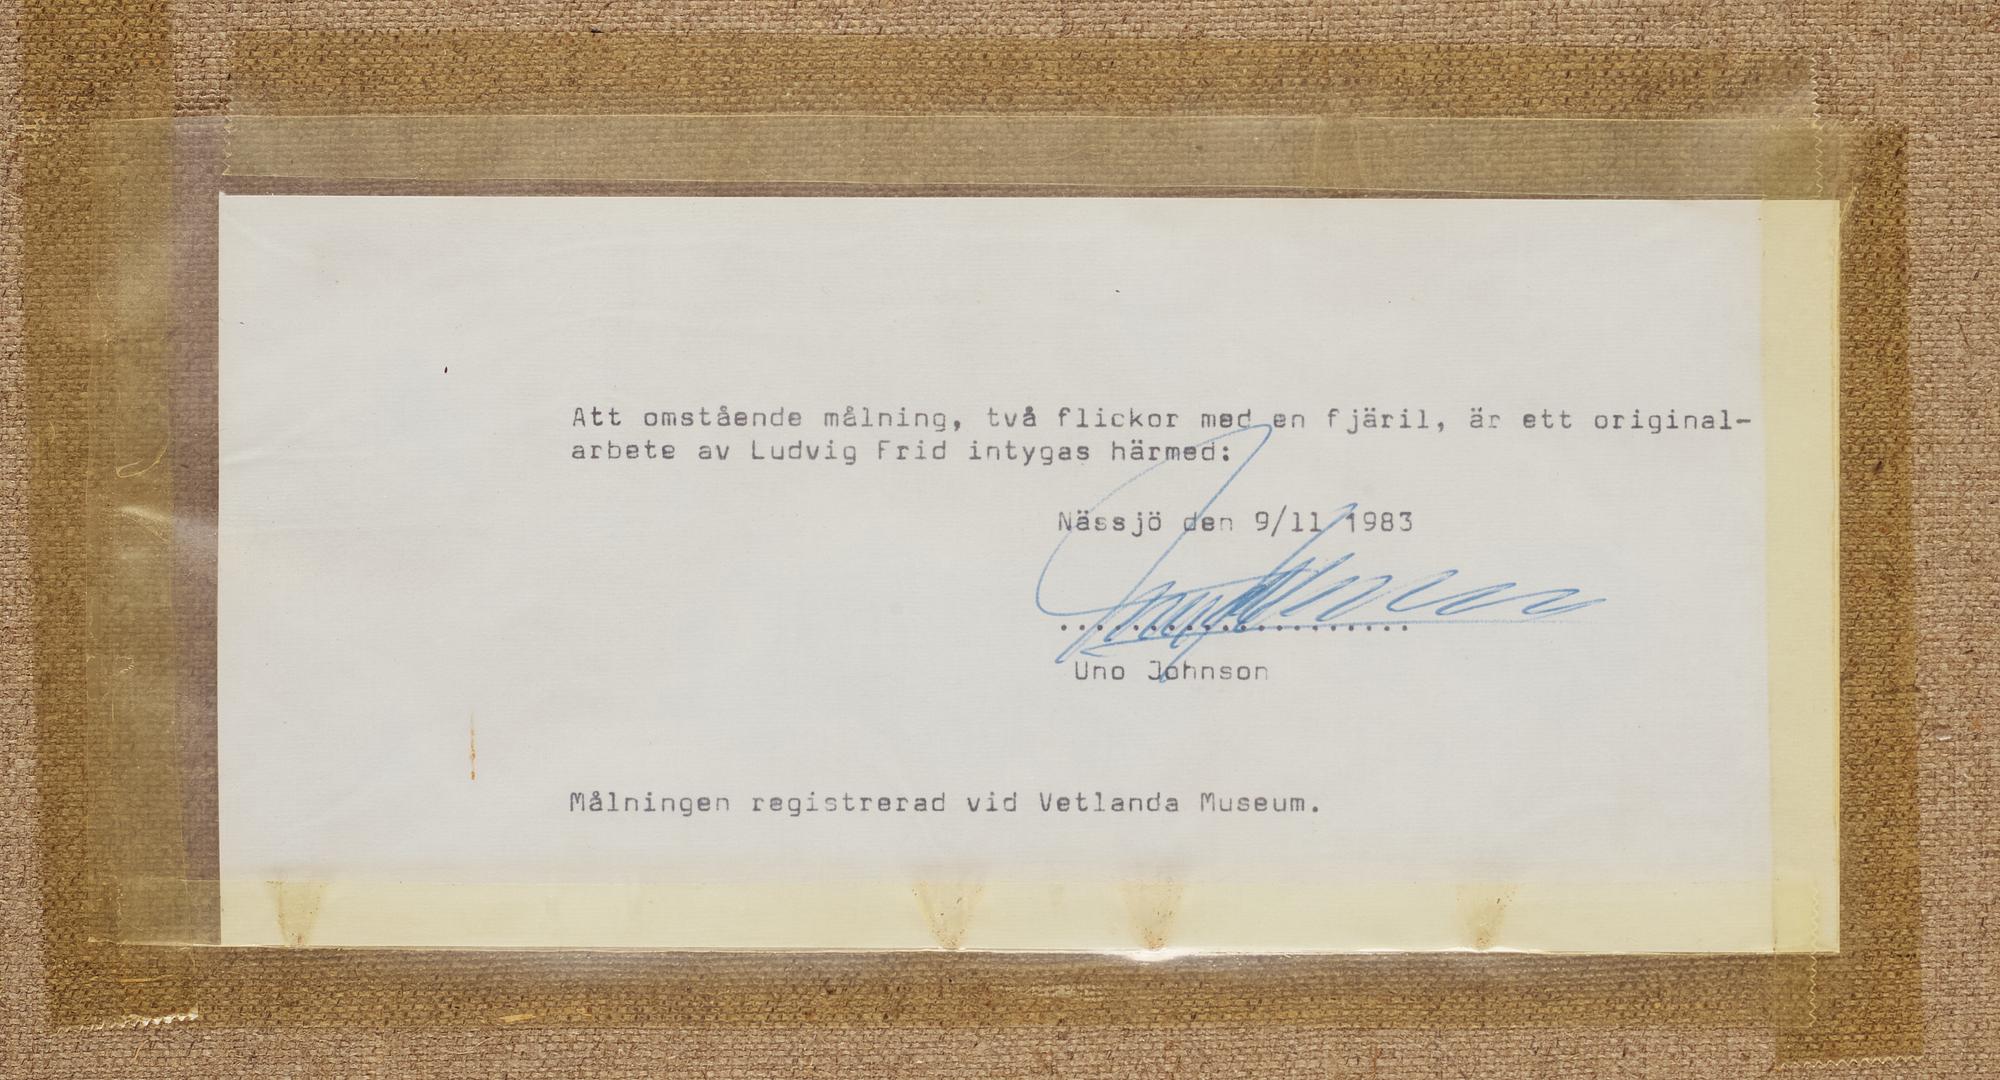 Att omstående målning, två flickor med en fjäril, är ett original-
arbete av Ludvig Frid intygas härmed:
Nässjö den 9/11 1983
....................
Uno Johnson
Målningen registrerad vid Vetlanda Museum.